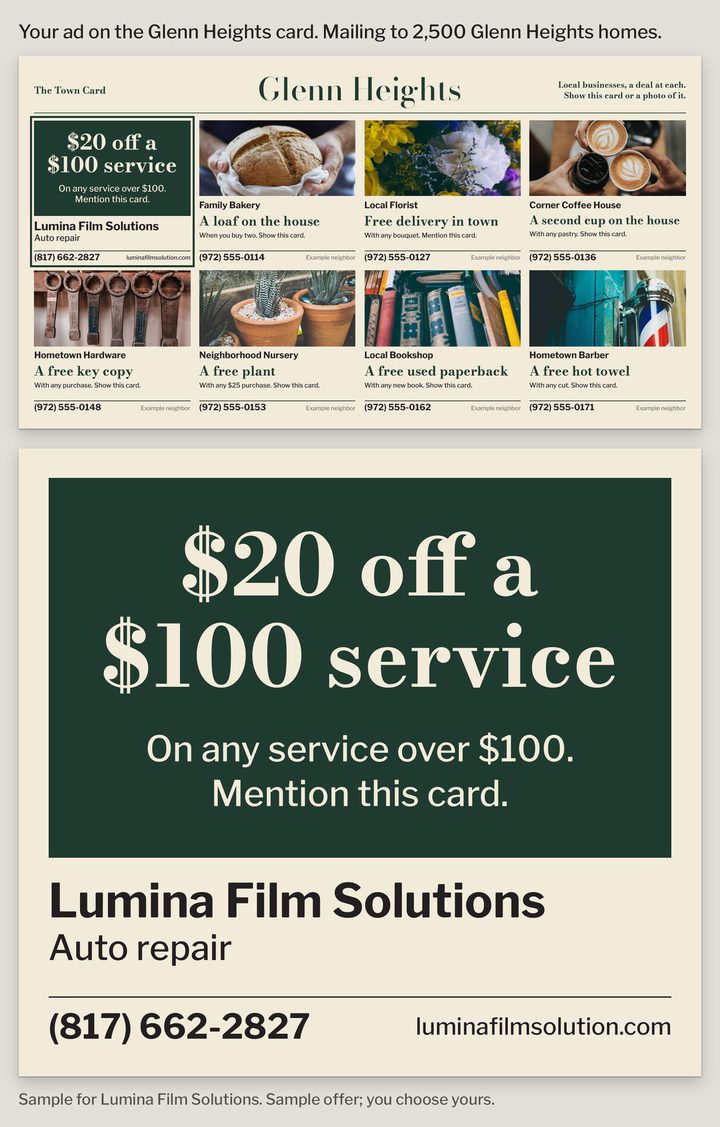 Your ad on the Glenn Heights card. Mailing to 2,500 Glenn Heights homes.
The Town Card
Glenn Heights
Local businesses, a deal at each.
Show this card or a photo of it.
$20 off a
$100 service
On any service over $100.
Mention this card.
Lumina Film Solutions
Auto repair
(817) 662-2827
luminafilmsolution.com
Family Bakery
A loaf on the house
When you buy two. Show this card.
(972) 555-0114
Example neighbor
Local Florist
Free delivery in town
With any bouquet. Mention this card.
(972) 555-0127
Example neighbor
Corner Coffee House
A second cup on the house
With any pastry. Show this card.
(972) 555-0136
Example neighbor
Hometown Hardware
A free key copy
With any purchase. Show this card.
(972) 555-0148
Example neighbor
Neighborhood Nursery
A free plant
With any $25 purchase. Show this card.
(972) 555-0153
Example neighbor
Local Bookshop
A free used paperback
With any new book. Show this card.
(972) 555-0162
Example neighbor
Hometown Barber
A free hot towel
With any cut. Show this card.
(972) 555-0171
Example neighbor
$20 off a
$100 service
On any service over $100.
Mention this card.
Lumina Film Solutions
Auto repair
(817) 662-2827
luminafilmsolution.com
Sample for Lumina Film Solutions. Sample offer; you choose yours.